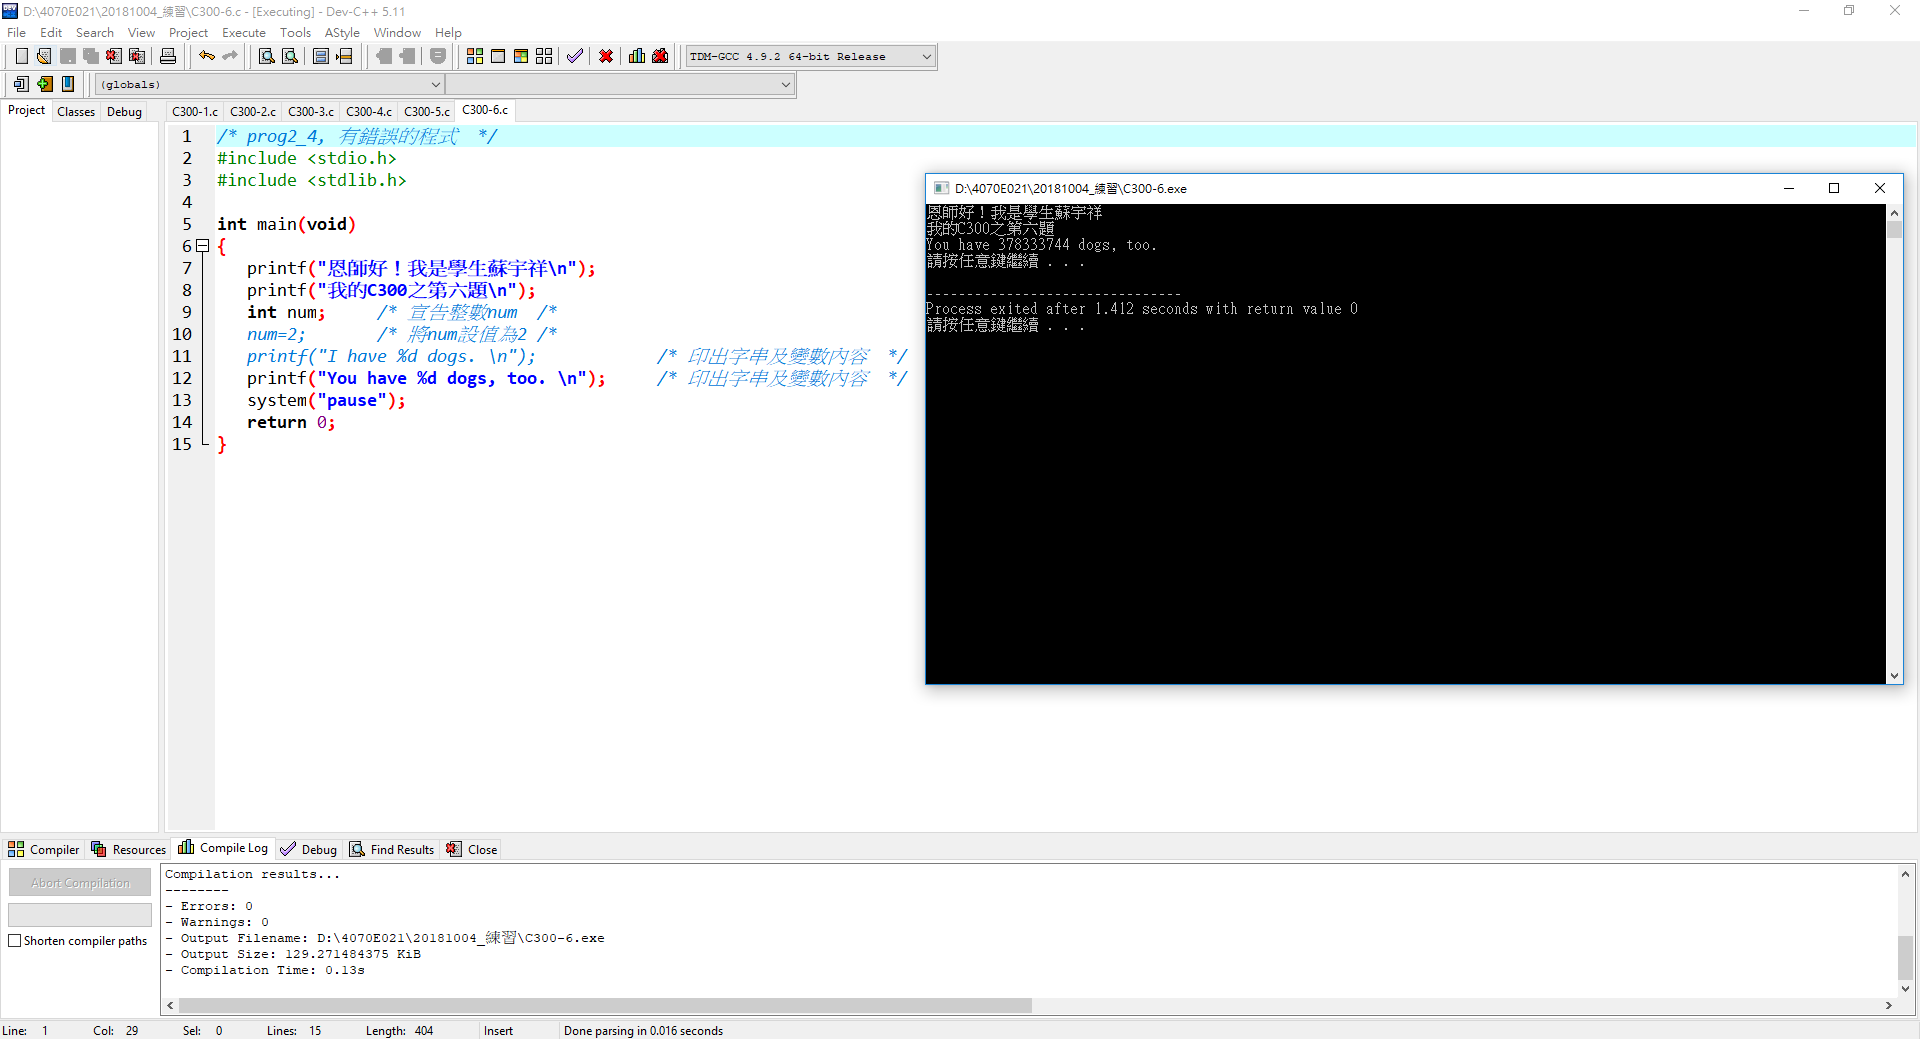 D:\4070E021\20181004_練習\C300-6.c - [Executing] - Dev-C++ 5.11
File Edit Search View Project Execute Tools AStyle Window Help
TDM-GCC 4.9.2 64-bit Release
(globals)
Project Classes Debug
C300-1.c C300-2.c C300-3.c C300-4.c C300-5.c C300-6.c
1 /* prog2_4, 有錯誤的程式 */
2 #include <stdio.h>
3 #include <stdlib.h>
4
5 int main(void)
6 {
7 printf("恩師好！我是學生蘇宇祥\n");
8 printf("我的C300之第六題\n");
9 int num; /* 宣告整數num /*
10 num=2; /* 將num設值為2 /*
11 printf("I have %d dogs. \n"); /* 印出字串及變數內容 */
12 printf("You have %d dogs, too. \n"); /* 印出字串及變數內容 */
13 system("pause");
14 return 0;
15 }
D:\4070E021\20181004_練習\C300-6.exe
恩師好！我是學生蘇宇祥
我的C300之第六題
You have 378333744 dogs, too.
請按任意鍵繼續 . . .
--------------------------------
Process exited after 1.412 seconds with return value 0
請按任意鍵繼續 . . .
Compiler Resources Compile Log Debug Find Results Close
Abort Compilation
Shorten compiler paths
Compilation results...
--------
- Errors: 0
- Warnings: 0
- Output Filename: D:\4070E021\20181004_練習\C300-6.exe
- Output Size: 129.271484375 KiB
- Compilation Time: 0.13s
Line: 1 Col: 29 Sel: 0 Lines: 15 Length: 404 Insert Done parsing in 0.016 seconds